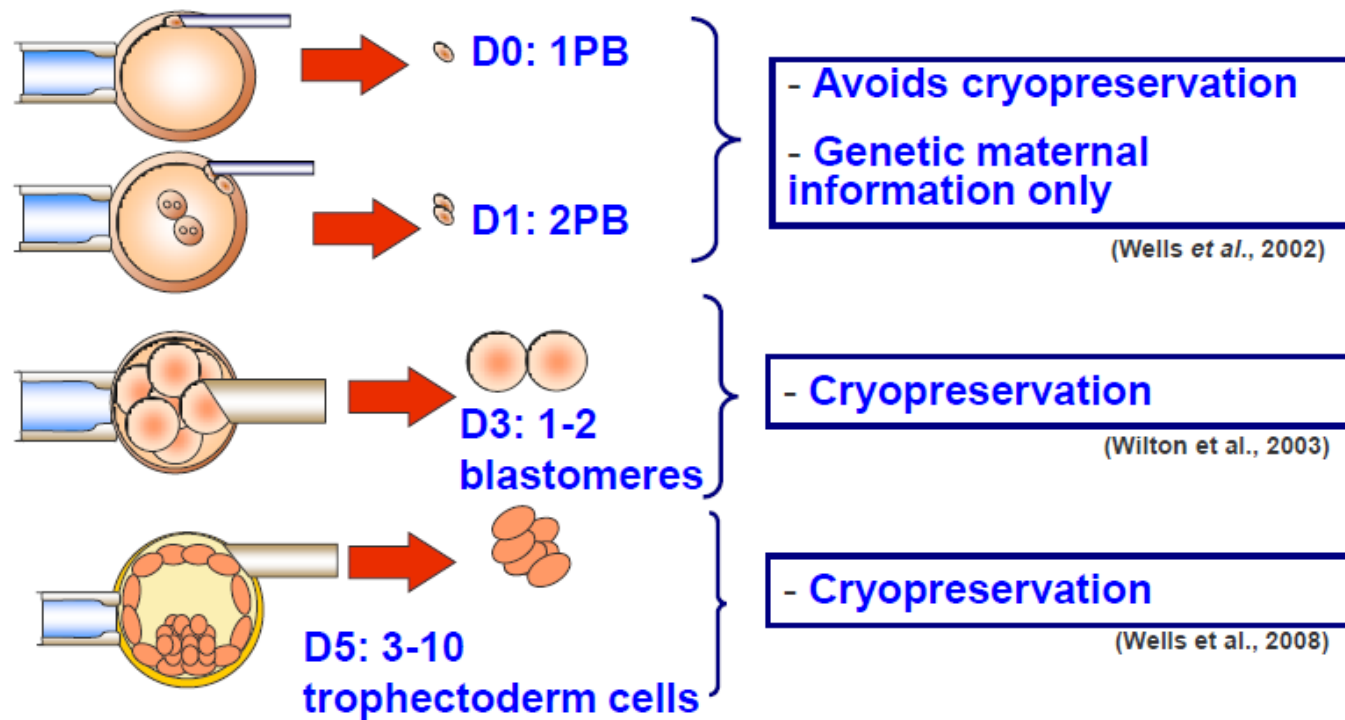 D0: 1PB
- Avoids cryopreservation
- Genetic maternal
information only
D1: 2PB
(Wells et al., 2002)
D3: 1-2
blastomeres
- Cryopreservation
(Wilton et al., 2003)
D5: 3-10
trophectoderm cells
- Cryopreservation
(Wells et al., 2008)